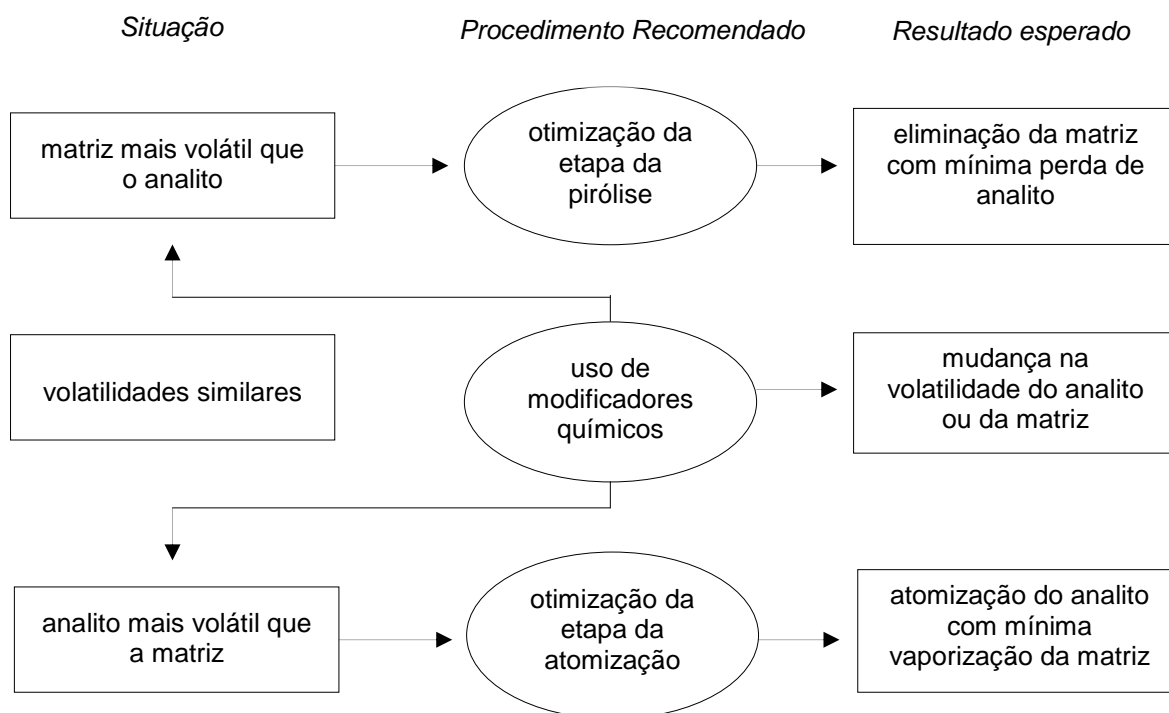 Situação
Procedimento Recomendado
Resultado esperado
matriz mais volátil que
o analito
otimização da
etapa da
pirólise
eliminação da matriz
com mínima perda de
analito
volatilidades similares
uso de
modificadores
químicos
mudança na
volatilidade do analito
ou da matriz
analito mais volátil que
a matriz
otimização da
etapa da
atomização
atomização do analito
com mínima
vaporização da matriz